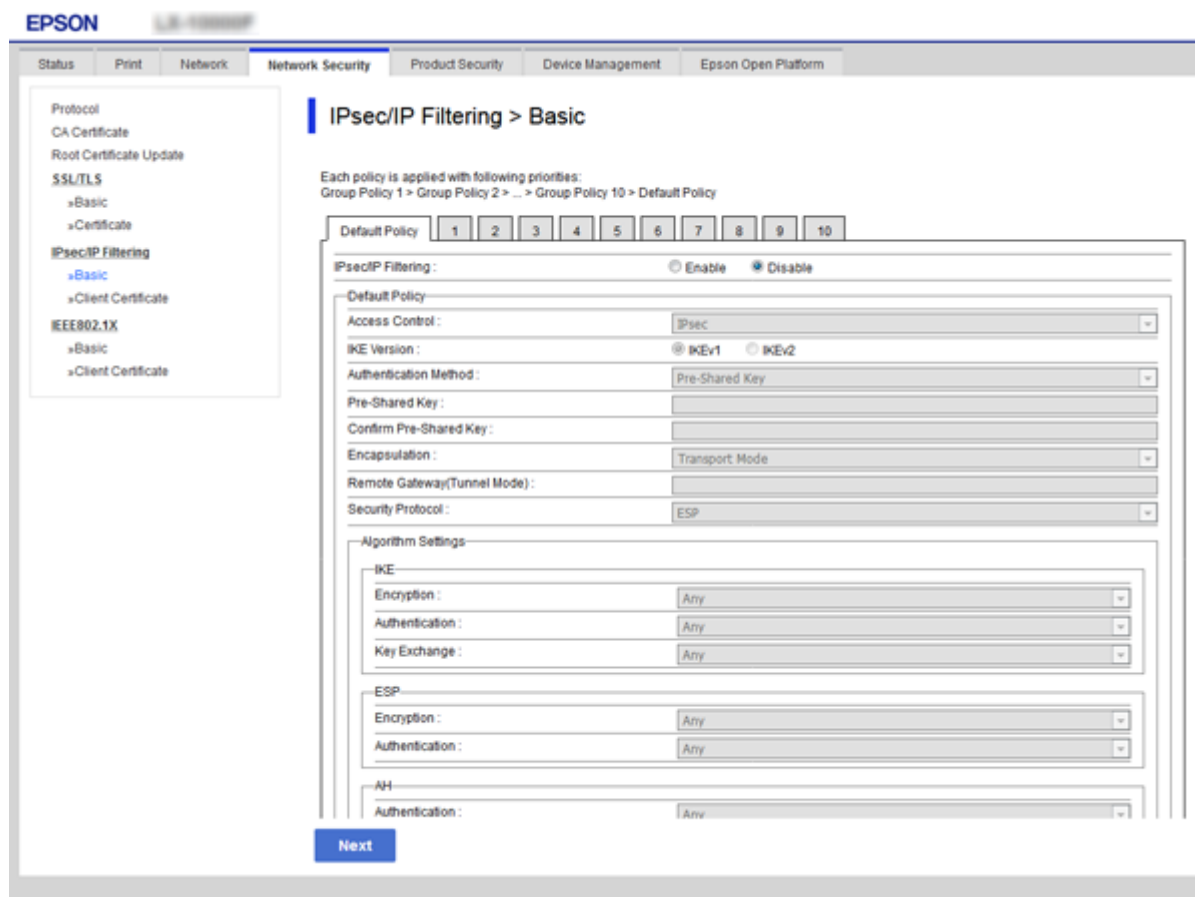 EPSON
Status Print Network Network Security Product Security Device Management Epson Open Platform
Protocol
CA Certificate
Root Certificate Update
SSL/TLS
»Basic
»Certificate
IPsec/IP Filtering
»Basic
»Client Certificate
IEEE802.1X
»Basic
»Client Certificate
IPsec/IP Filtering > Basic
Each policy is applied with following priorities:
Group Policy 1 > Group Policy 2 > ... > Group Policy 10 > Default Policy
Default Policy 1 2 3 4 5 6 7 8 9 10
IPsec/IP Filtering : Enable Disable
Default Policy
Access Control : IPsec
IKE Version : IKEv1 IKEv2
Authentication Method : Pre-Shared Key
Pre-Shared Key :
Confirm Pre-Shared Key :
Encapsulation : Transport Mode
Remote Gateway(Tunnel Mode) :
Security Protocol : ESP
Algorithm Settings
IKE
Encryption : Any
Authentication : Any
Key Exchange : Any
ESP
Encryption : Any
Authentication : Any
AH
Authentication : Any
Next